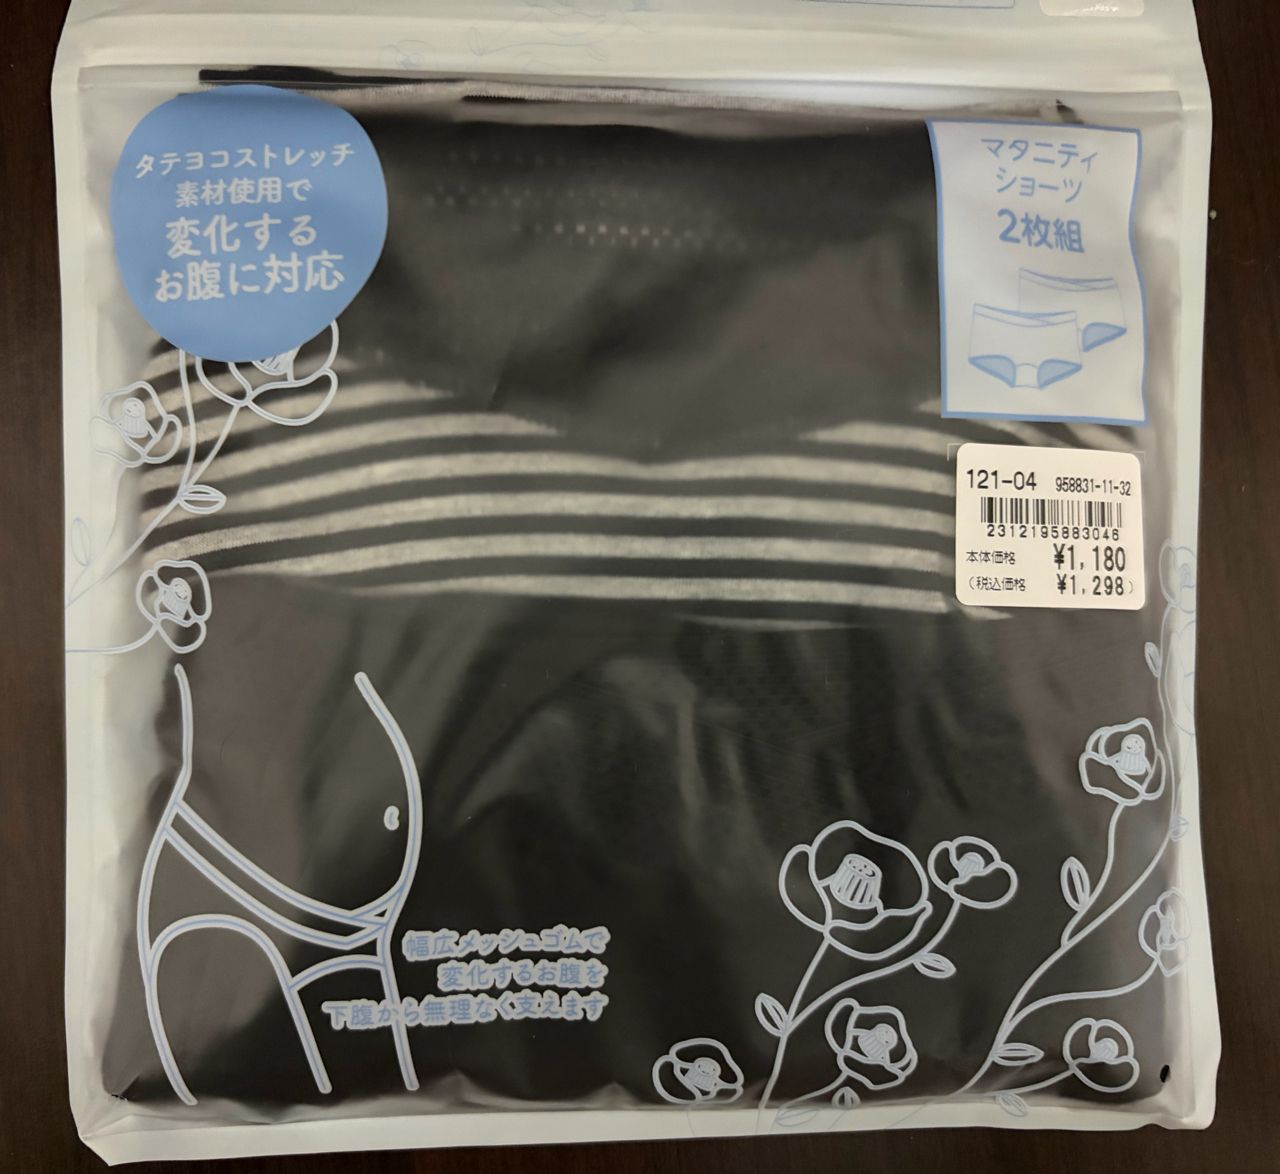 タテヨコストレッチ
素材使用で
変化する
お腹に対応
マタニティ
ショーツ
2枚組
121-04 958831-11-32
2312195883046
本体価格 ¥1,180
(税込価格 ¥1,298)
幅広メッシュゴムで
変化するお腹を
下腹から無理なく支えます